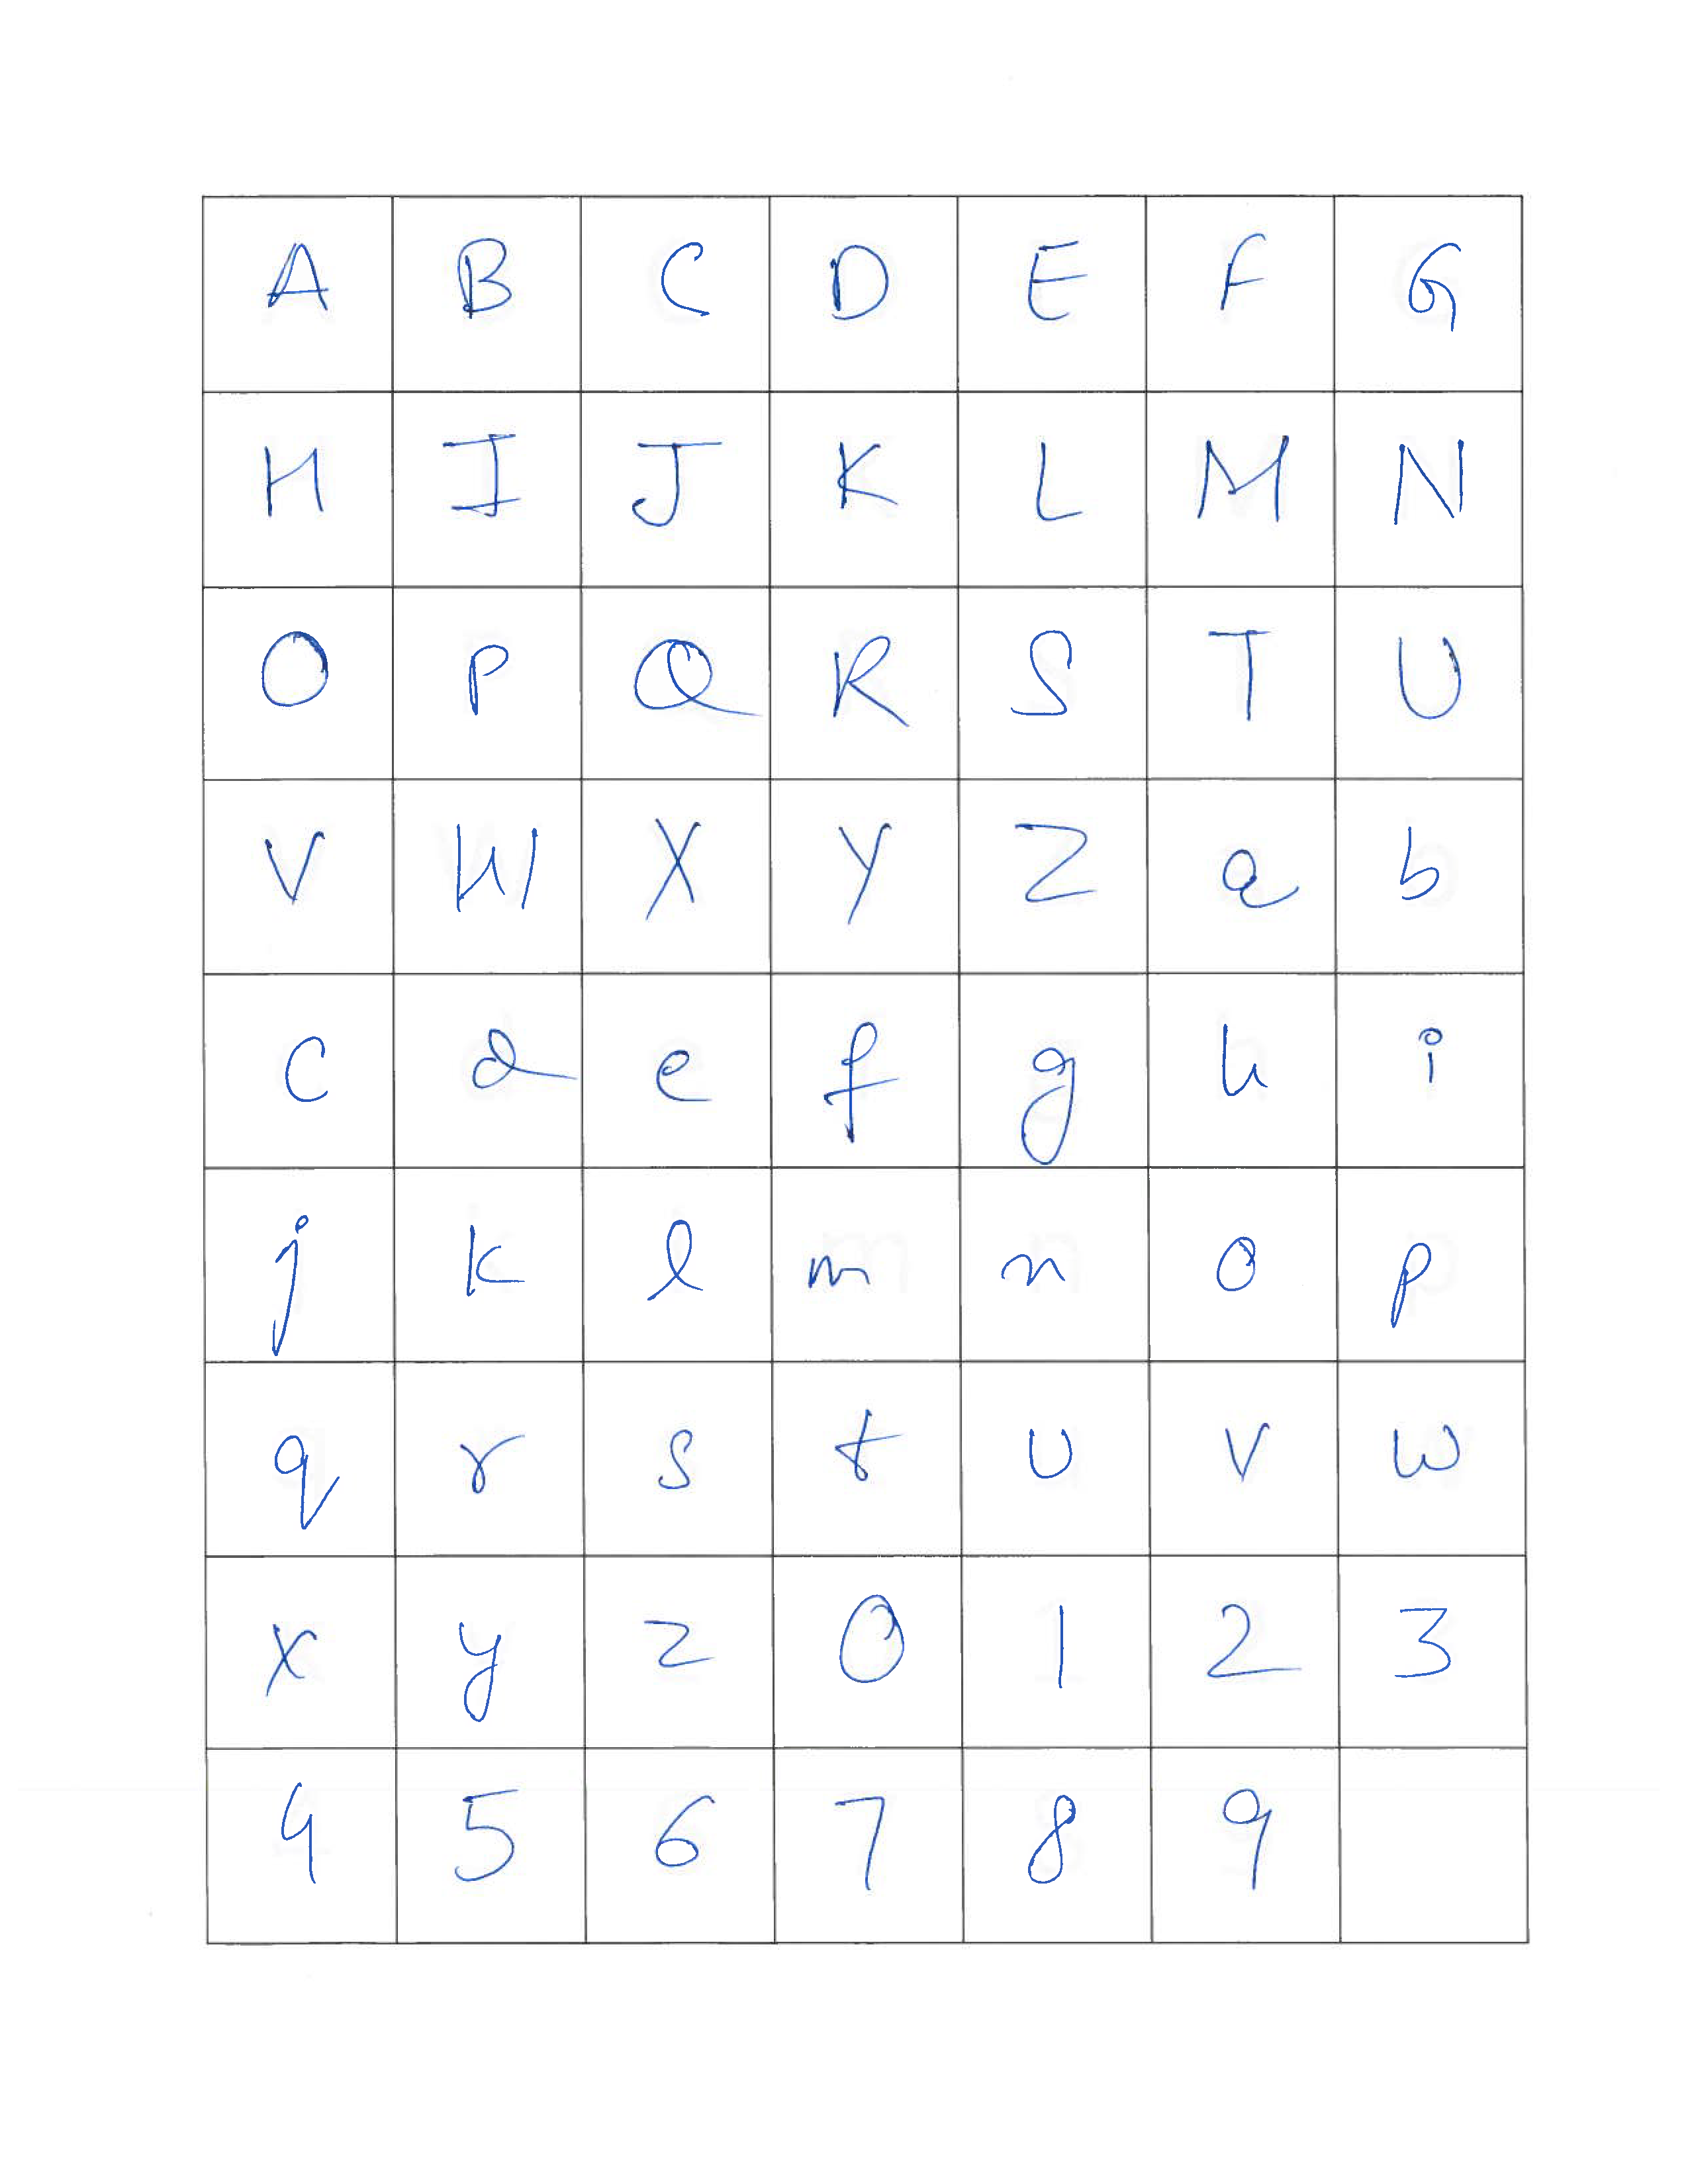 A B C D E F G
H I J K L M N
O P Q R S T U
V W X Y Z a b
c d e f g h i
j k l m n o p
q r s t u v w
x y z 0 1 2 3
4 5 6 7 8 9